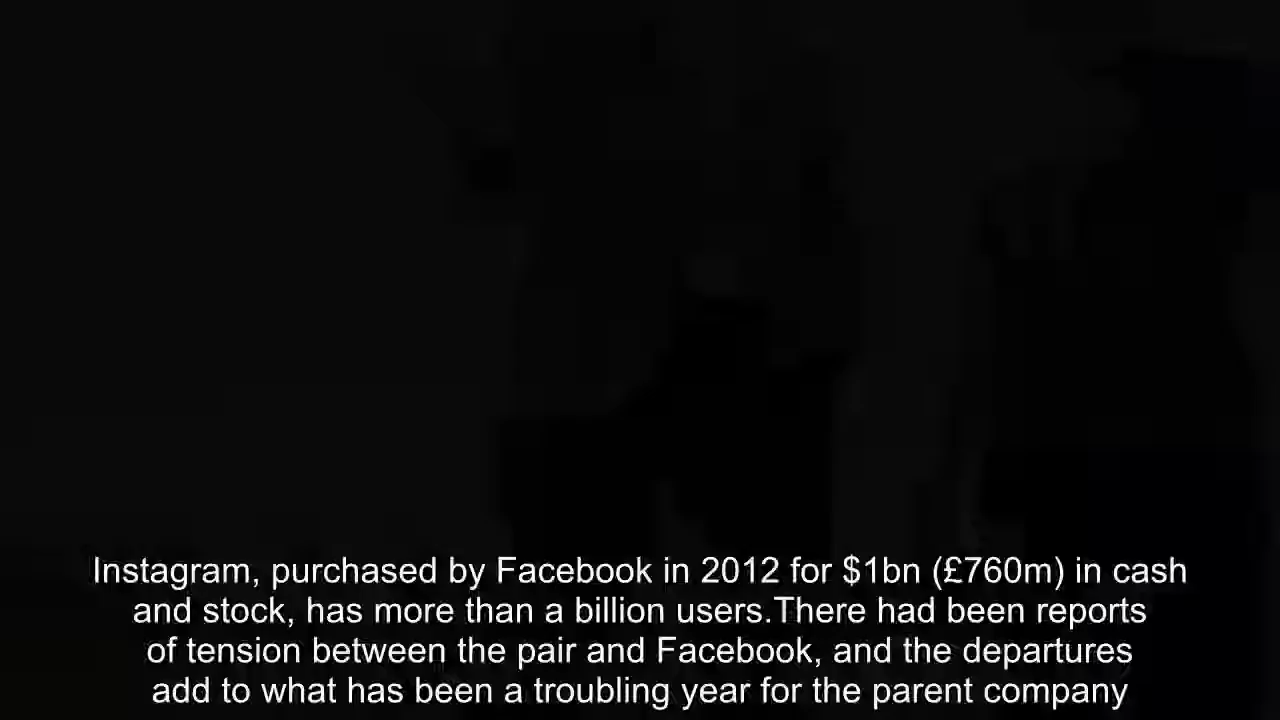 Instagram, purchased by Facebook in 2012 for $1bn (£760m) in cash
and stock, has more than a billion users.There had been reports
of tension between the pair and Facebook, and the departures
add to what has been a troubling year for the parent company